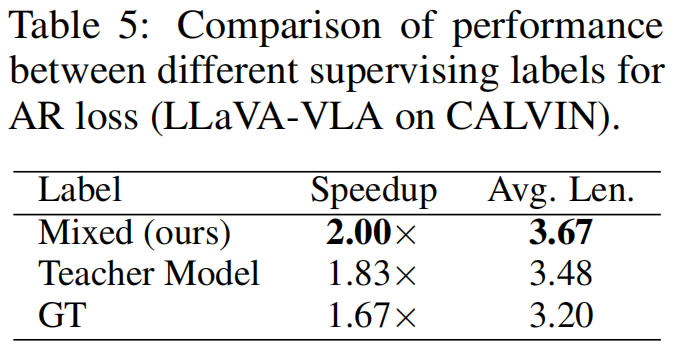 Table 5: Comparison of performance
between different supervising labels for
AR loss (LLaVA-VLA on CALVIN).
Label Speedup Avg. Len.
Mixed (ours) 2.00× 3.67
Teacher Model 1.83× 3.48
GT 1.67× 3.20